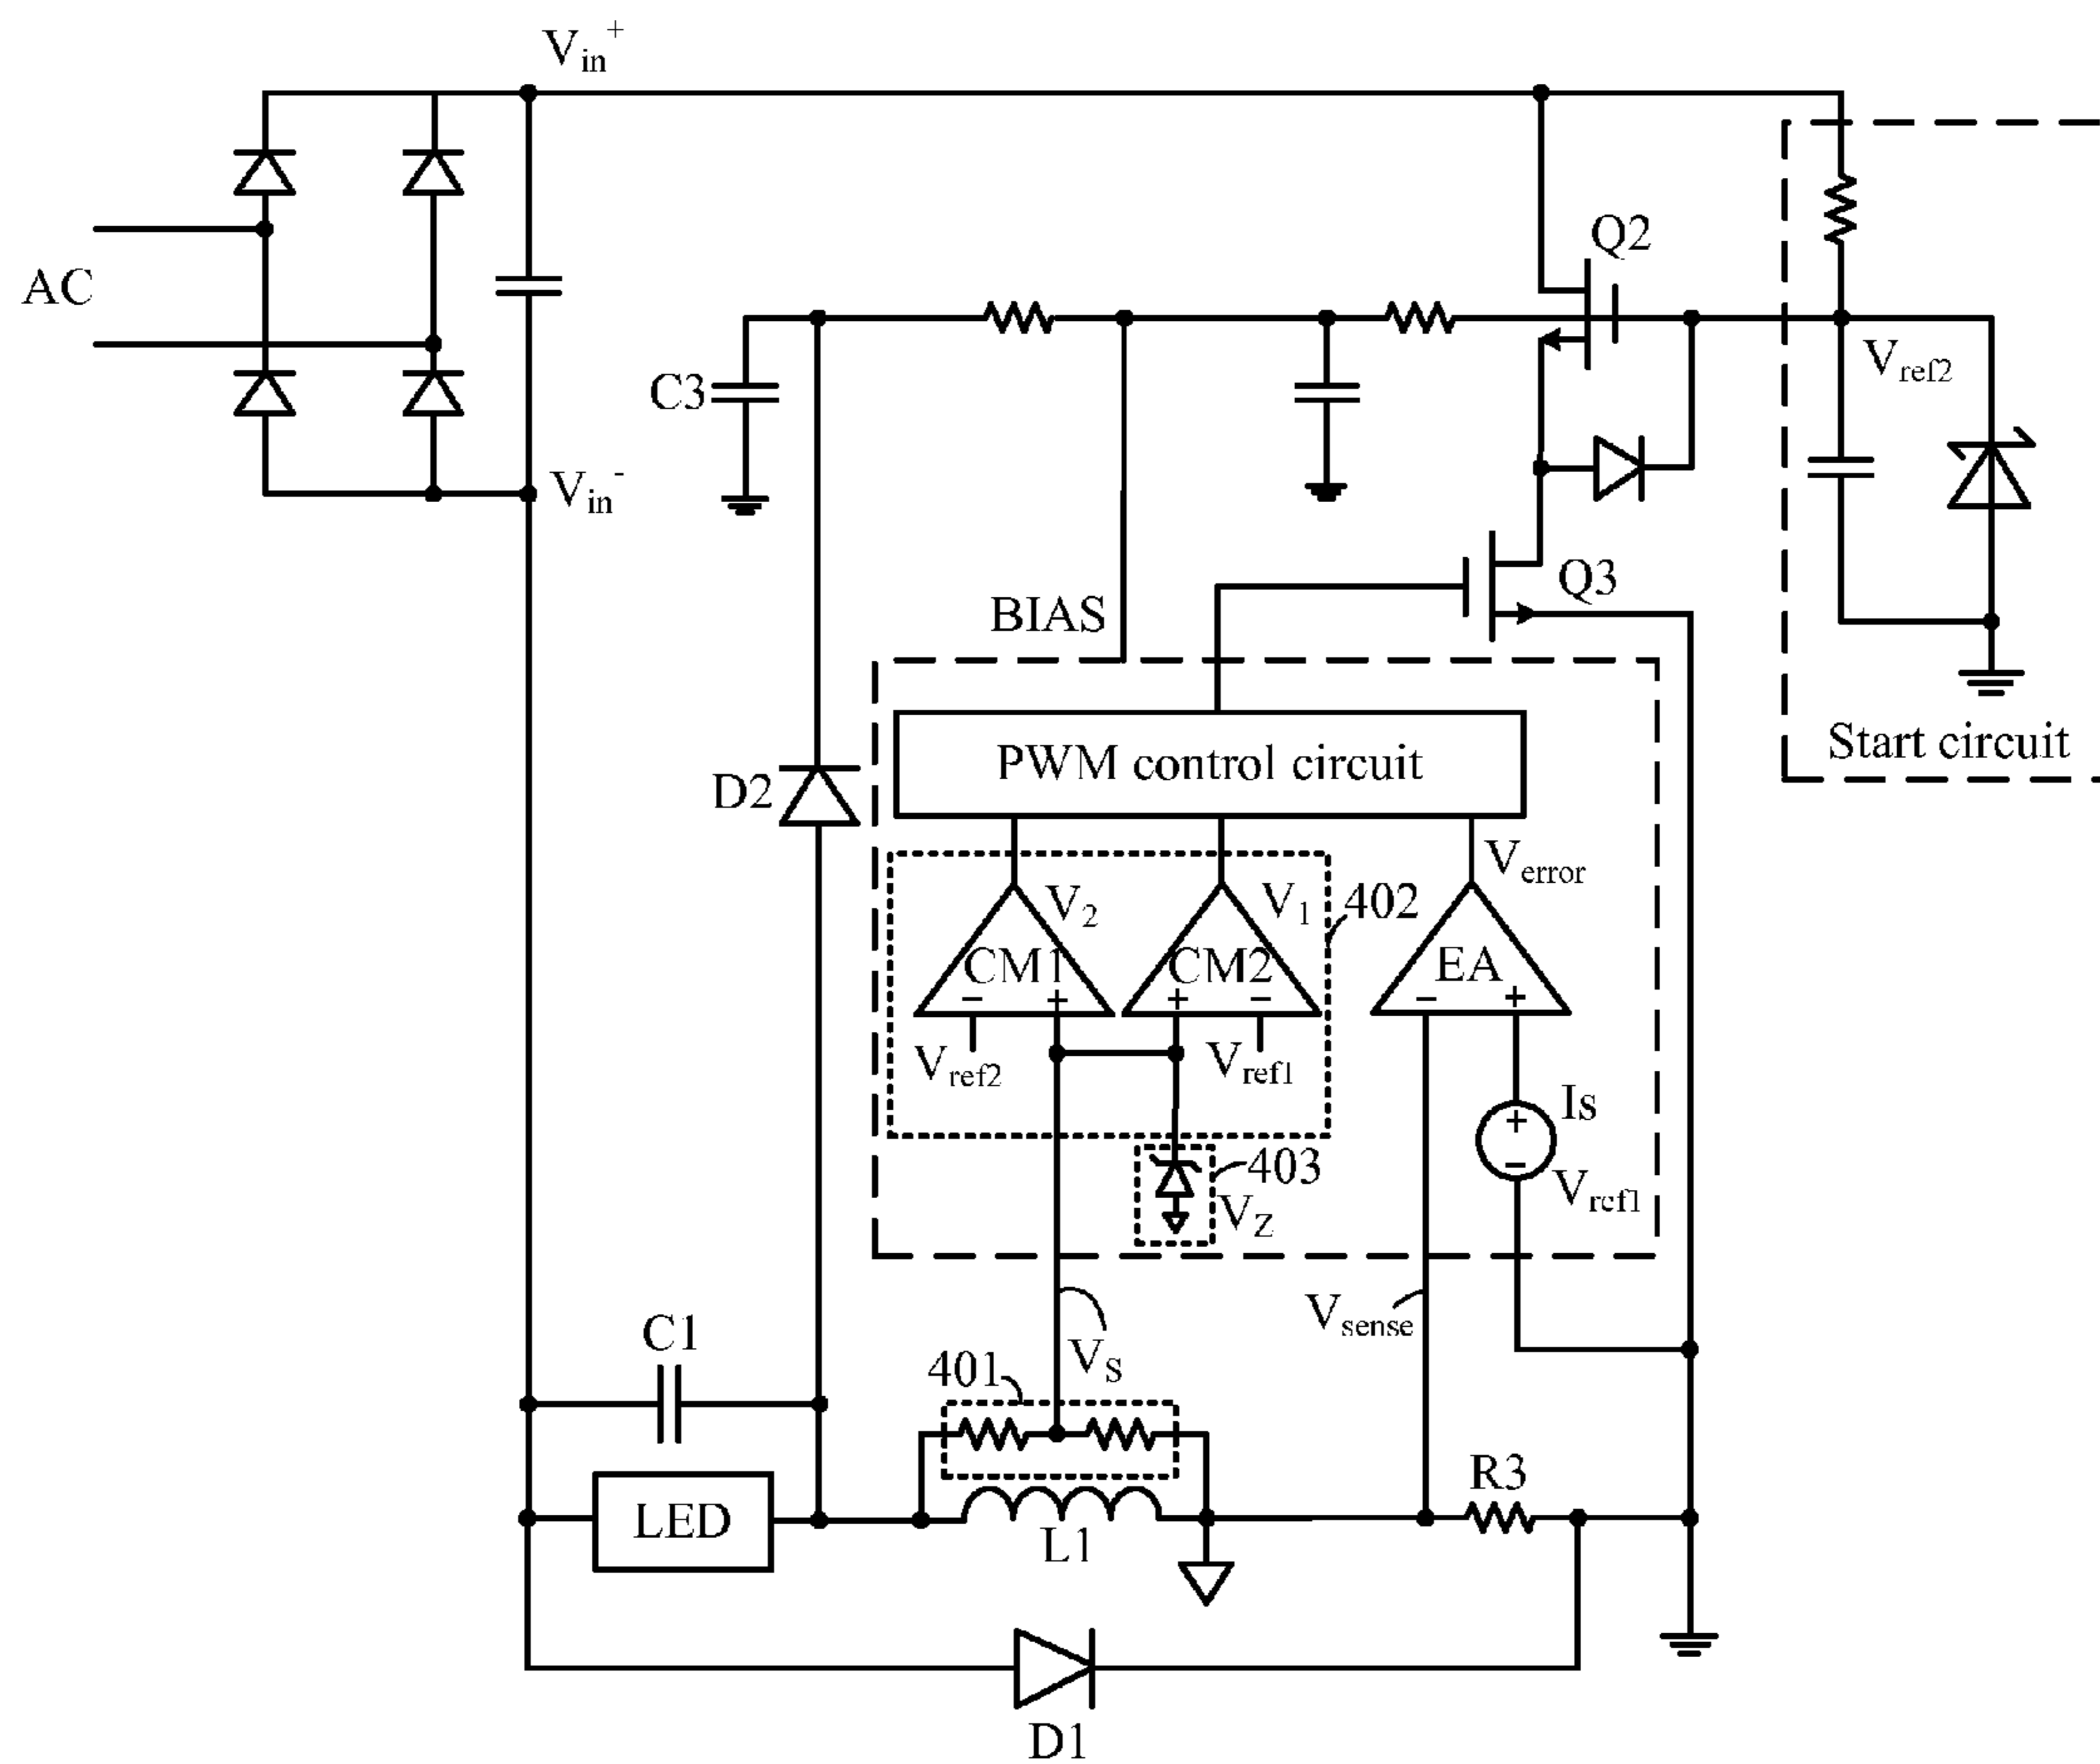 Vin+
Q2
AC
Vref2
C3
Vin-
Q3
BIAS
Start circuit
PWM control circuit
D2
Verror
V2
V1
402
CM1
CM2
EA
- + + - - +
Vref2
Vref1
Is
+
-
403
Vref1
VZ
Vsense
C1
VS
401
R3
LED
L1
D1